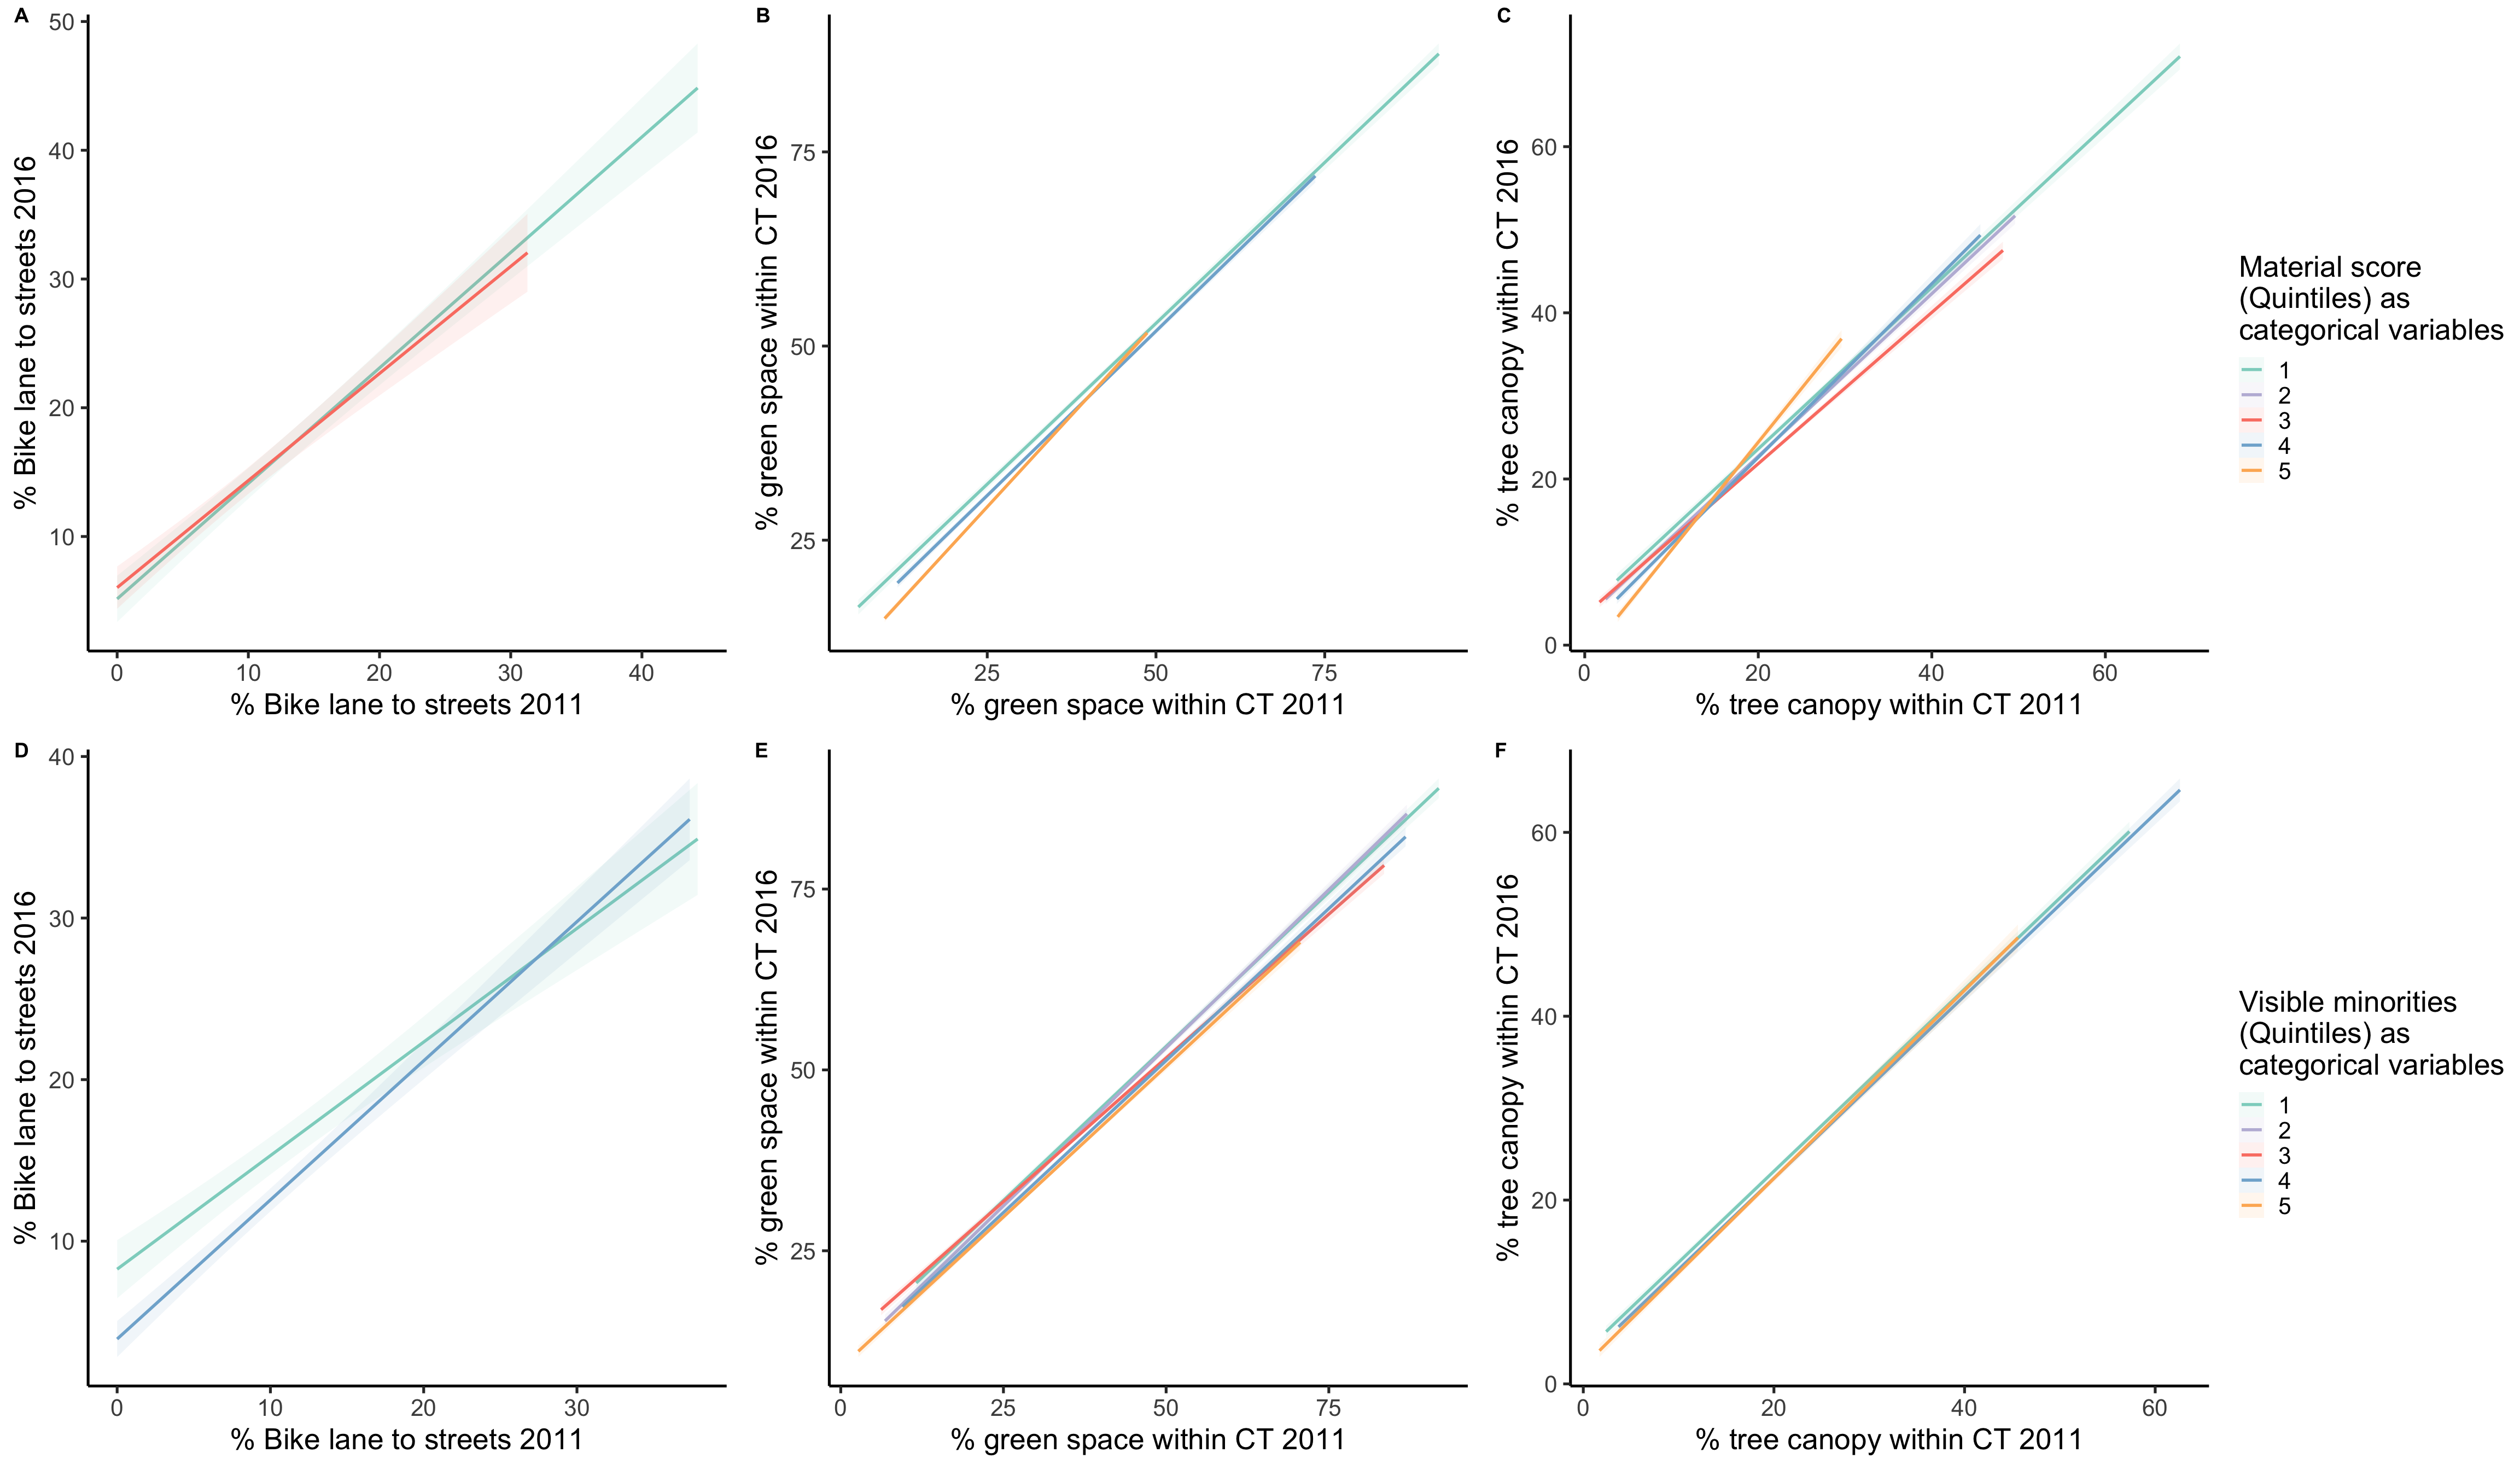 A
50
40
30
20
10
% Bike lane to streets 2016
0 10 20 30 40
% Bike lane to streets 2011
B
75
50
25
% green space within CT 2016
25 50 75
% green space within CT 2011
C
60
40
20
0
% tree canopy within CT 2016
0 20 40 60
% tree canopy within CT 2011
Material score
(Quintiles) as
categorical variables
1
2
3
4
5
D
40
30
20
10
% Bike lane to streets 2016
0 10 20 30
% Bike lane to streets 2011
E
75
50
25
% green space within CT 2016
0 25 50 75
% green space within CT 2011
F
60
40
20
0
% tree canopy within CT 2016
0 20 40 60
% tree canopy within CT 2011
Visible minorities
(Quintiles) as
categorical variables
1
2
3
4
5